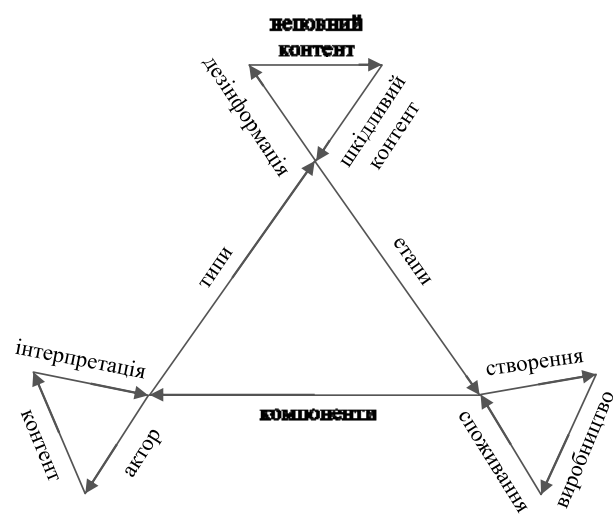 неповний
контент
дезінформація
шкідливий
контент
типи
етапи
інтерпретація
створення
компоненти
контент
актор
споживання
виробництво